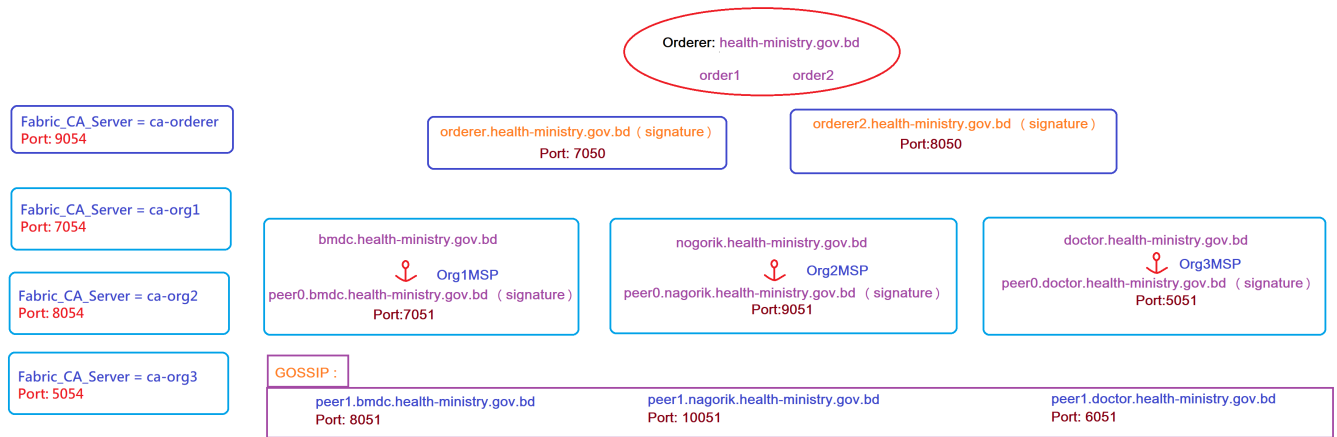 Orderer: health-ministry.gov.bd
order1 order2
Fabric_CA_Server = ca-orderer
Port: 9054
orderer.health-ministry.gov.bd ( signature )
Port: 7050
orderer2.health-ministry.gov.bd ( signature )
Port:8050
Fabric_CA_Server = ca-org1
Port: 7054
bmdc.health-ministry.gov.bd
Org1MSP
peer0.bmdc.health-ministry.gov.bd ( signature )
Port:7051
nogorik.health-ministry.gov.bd
Org2MSP
peer0.nagorik.health-ministry.gov.bd ( signature )
Port:9051
doctor.health-ministry.gov.bd
Org3MSP
peer0.doctor.health-ministry.gov.bd ( signature )
Port:5051
Fabric_CA_Server = ca-org2
Port: 8054
Fabric_CA_Server = ca-org3
Port: 5054
GOSSIP :
peer1.bmdc.health-ministry.gov.bd
Port: 8051
peer1.nagorik.health-ministry.gov.bd
Port: 10051
peer1.doctor.health-ministry.gov.bd
Port: 6051